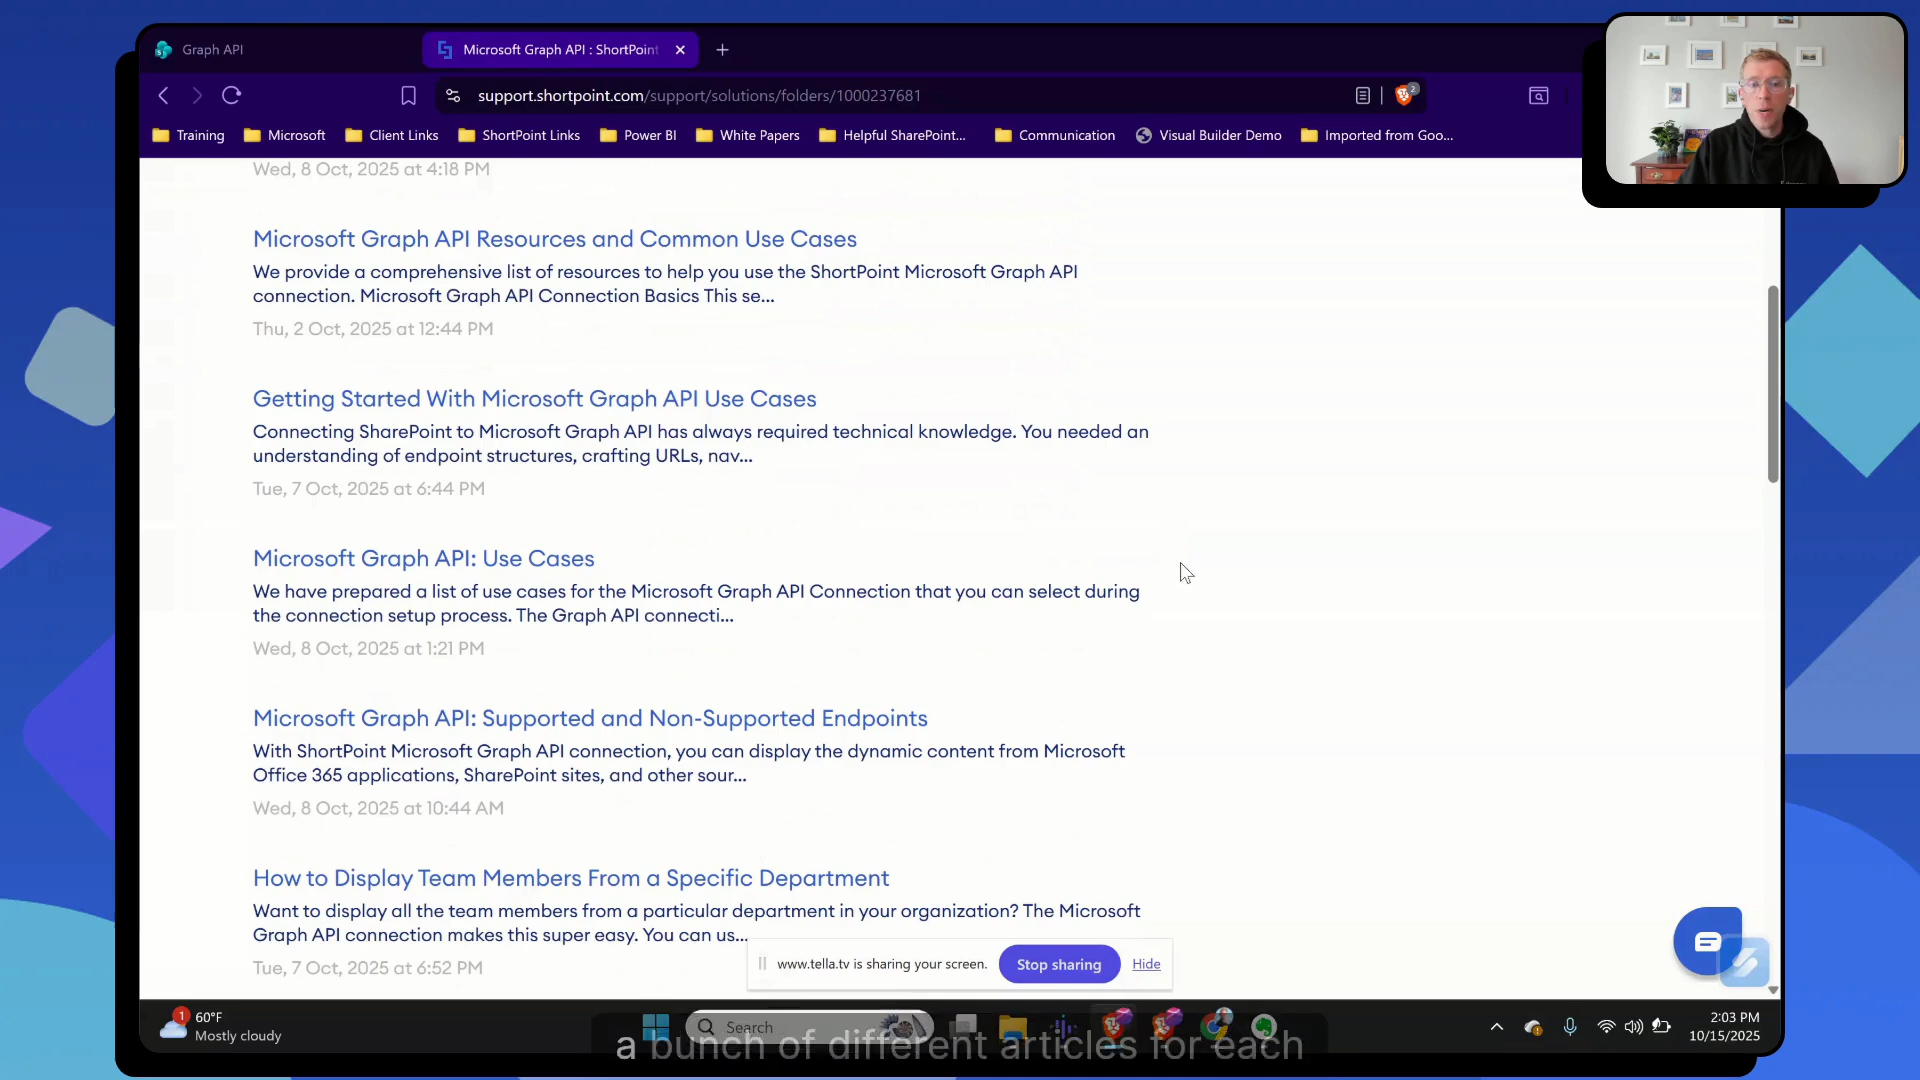 Graph API
Microsoft Graph API : ShortPoint
support.shortpoint.com/support/solutions/folders/1000237681
2
Training
Microsoft
Client Links
ShortPoint Links
Power BI
White Papers
Helpful SharePoint...
Communication
Visual Builder Demo
Imported from Goo...
Wed, 8 Oct, 2025 at 4:18 PM
Microsoft Graph API Resources and Common Use Cases
We provide a comprehensive list of resources to help you use the ShortPoint Microsoft Graph API
connection. Microsoft Graph API Connection Basics This se...
Thu, 2 Oct, 2025 at 12:44 PM
Getting Started With Microsoft Graph API Use Cases
Connecting SharePoint to Microsoft Graph API has always required technical knowledge. You needed an
understanding of endpoint structures, crafting URLs, nav...
Tue, 7 Oct, 2025 at 6:44 PM
Microsoft Graph API: Use Cases
We have prepared a list of use cases for the Microsoft Graph API Connection that you can select during
the connection setup process. The Graph API connecti...
Wed, 8 Oct, 2025 at 1:21 PM
Microsoft Graph API: Supported and Non-Supported Endpoints
With ShortPoint Microsoft Graph API connection, you can display the dynamic content from Microsoft
Office 365 applications, SharePoint sites, and other sour...
Wed, 8 Oct, 2025 at 10:44 AM
How to Display Team Members From a Specific Department
Want to display all the team members from a particular department in your organization? The Microsoft
Graph API connection makes this super easy. You can us...
Tue, 7 Oct, 2025 at 6:52 PM
www.tella.tv is sharing your screen.
Stop sharing
Hide
1
60°F
Mostly cloudy
Search
2:03 PM
10/15/2025
a bunch of different articles for each